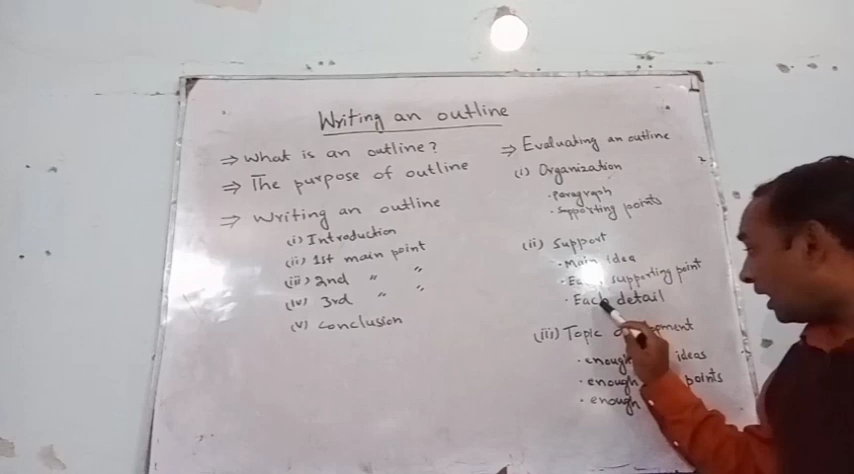 Writing an outline
⇒ What is an outline?
⇒ The purpose of outline
⇒ Writing an outline
(i) Introduction
(ii) 1st main point
(iii) 2nd " "
(iv) 3rd " "
(v) conclusion
⇒ Evaluating an outline
(i) Organization
· Paragraph
· Supporting points
(ii) Support
· Main idea
· supporting point
· Each detail
(iii) Topic
· enough ideas
· enough points
· enough